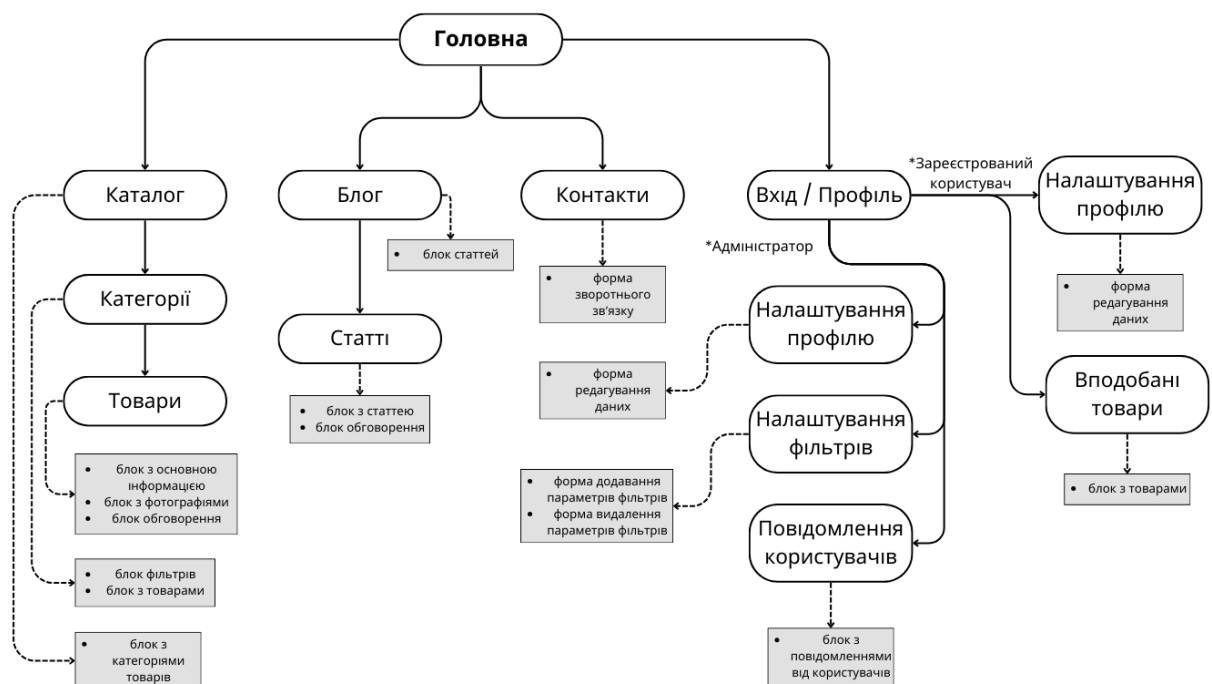 Головна
Каталог
Блог
Контакти
Вхід / Профіль
*Зареєстрований
користувач
Налаштування
профілю
• форма
редагування
даних
Вподобані
товари
• блок з товарами
• блок статтей
• форма
зворотнього
зв'язку
*Адміністратор
Категорії
Товари
• блок з основною
інформацією
• блок з фотографіями
• блок обговорення
• блок фільтрів
• блок з товарами
• блок з
категоріями
товарів
Статті
• блок з статтею
• блок обговорення
Налаштування
профілю
• форма
редагування
даних
Налаштування
фільтрів
• форма додавання
параметрів фільтрів
• форма видалення
параметрів фільтрів
Повідомлення
користувачів
• блок з
повідомленнями
від користувачів